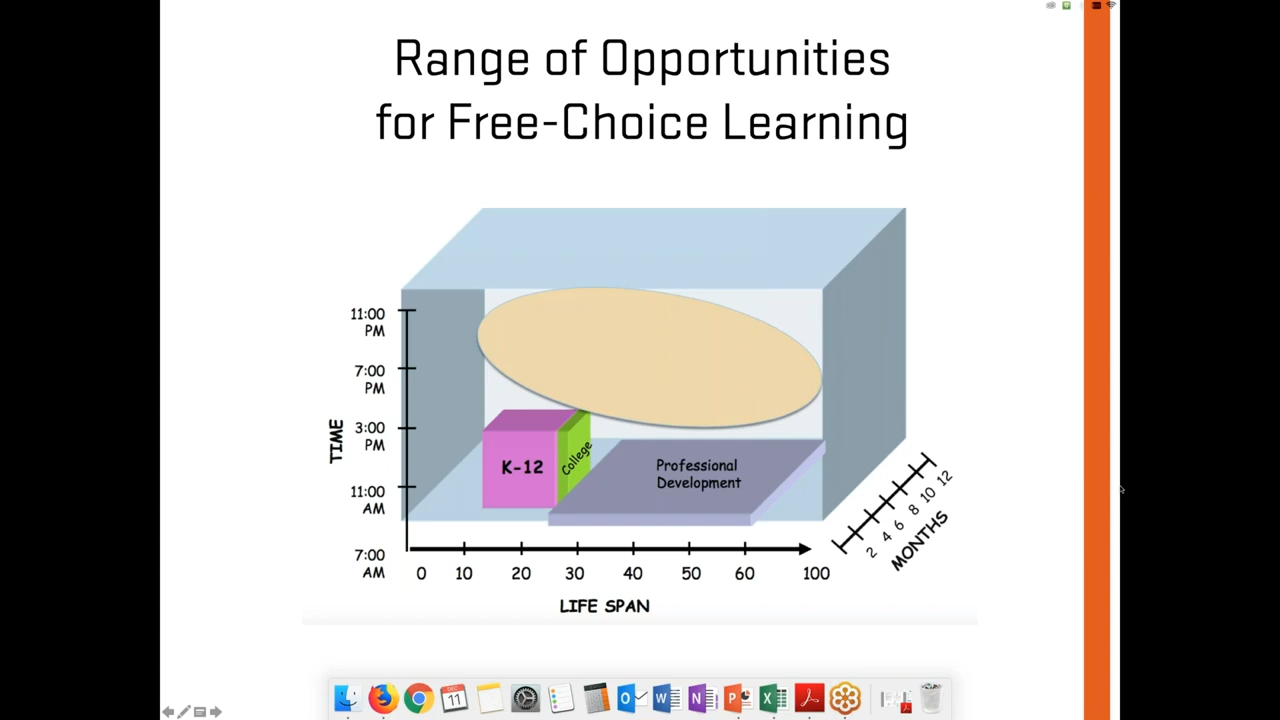 Range of Opportunities
for Free-Choice Learning
11:00
PM
7:00
PM
3:00
PM
11:00
AM
7:00
AM
TIME
K-12
College
Professional
Development
0 10 20 30 40 50 60 100
LIFE SPAN
2 4 6 8 10 12
MONTHS
DEC
11